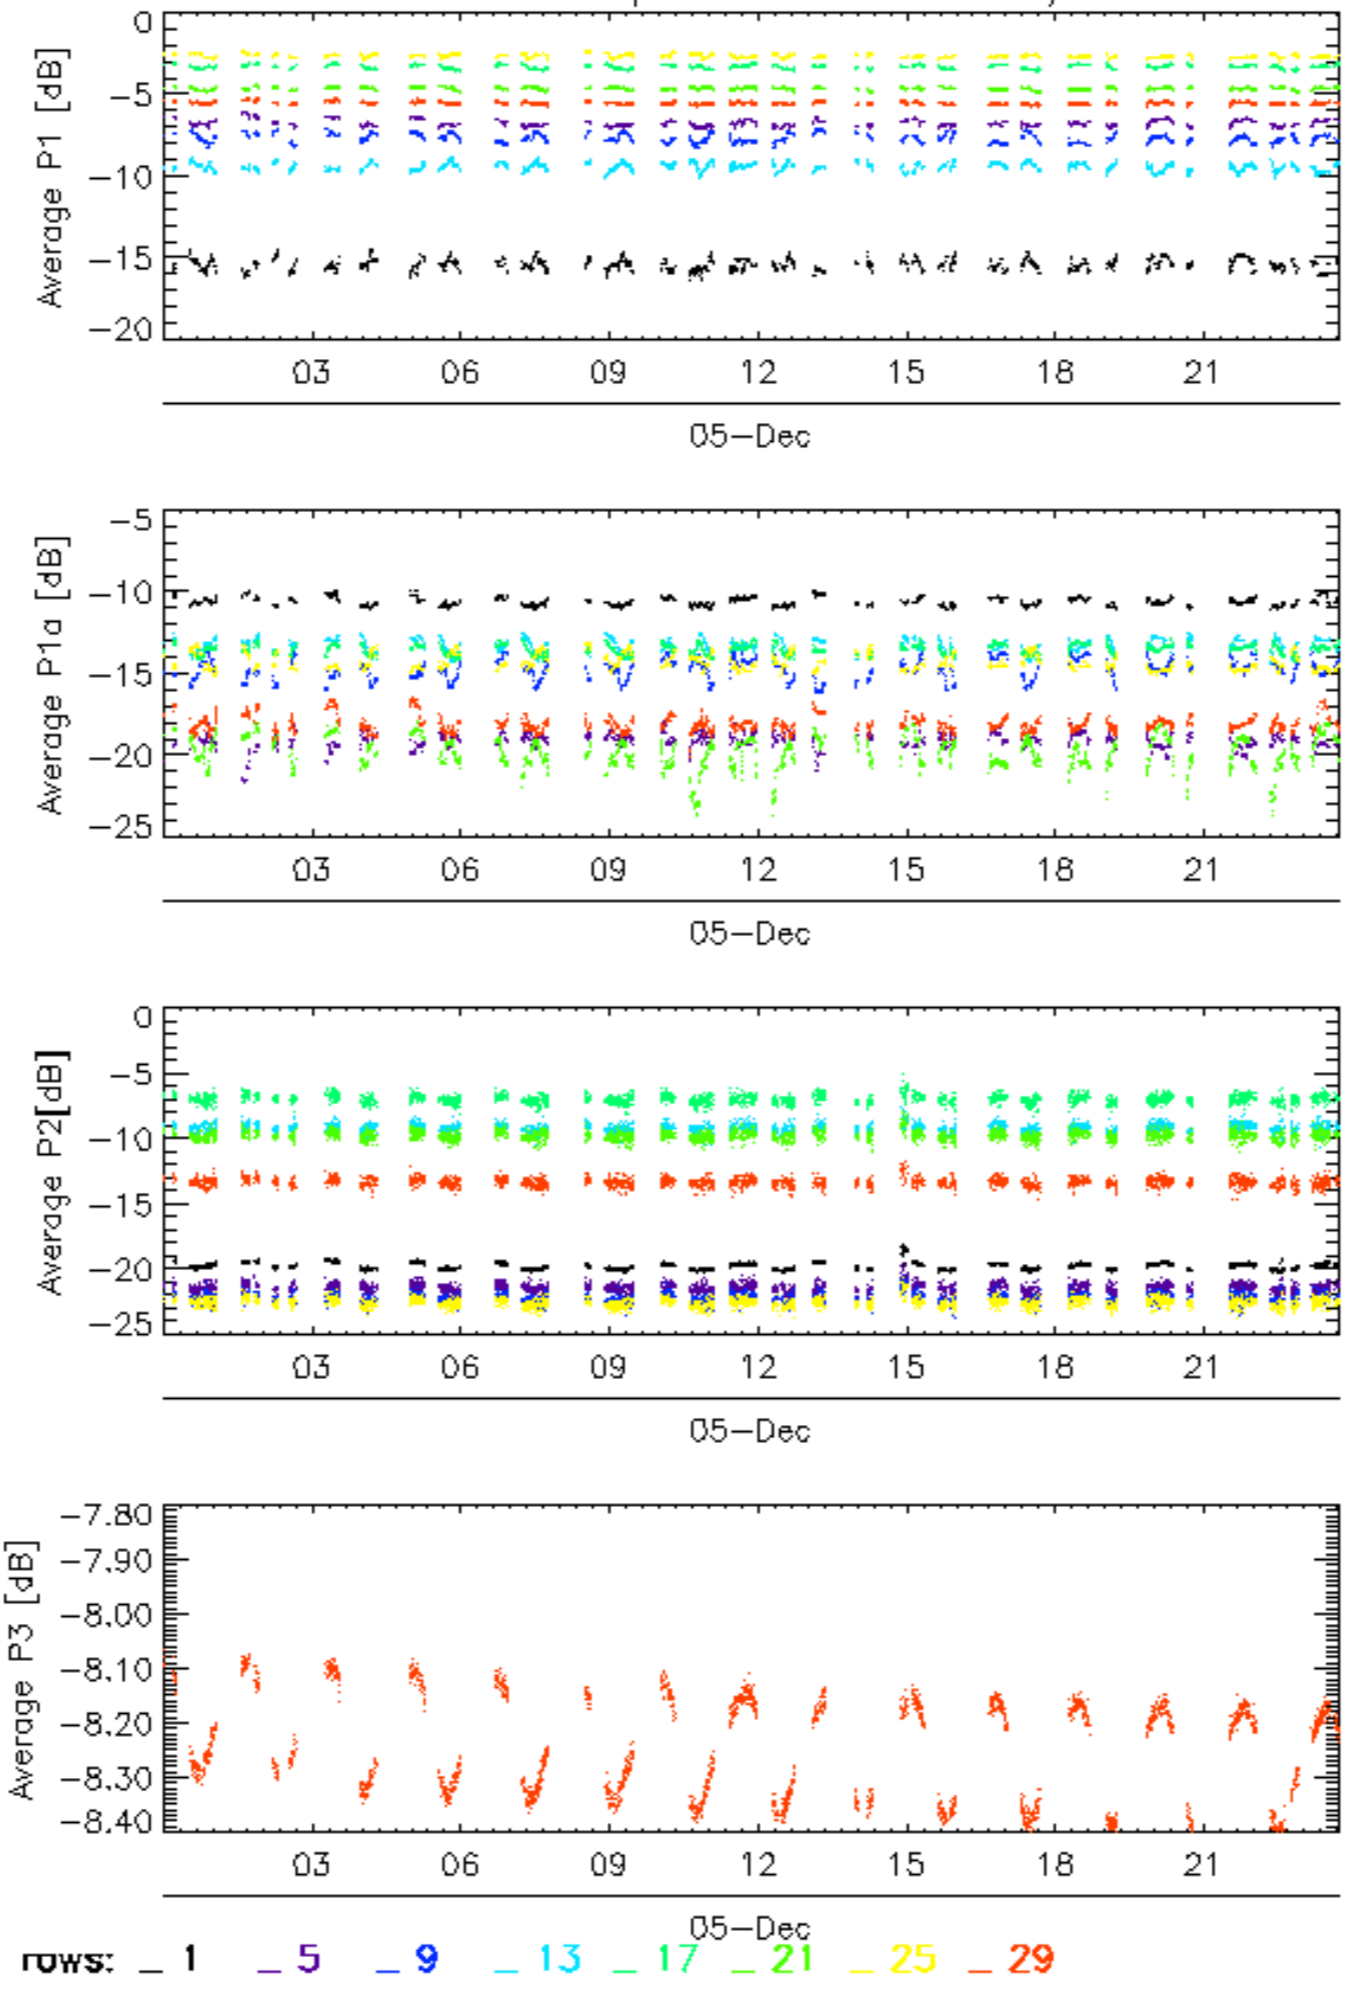 0
−5
−10
−15
−20
Average P1 [dB]
03 06 09 12 15 18 21
05−Dec
−5
−10
−15
−20
−25
Average P1a [dB]
03 06 09 12 15 18 21
05−Dec
0
−5
−10
−15
−20
−25
Average P2[dB]
03 06 09 12 15 18 21
05−Dec
−7.80
−7.90
−8.00
−8.10
−8.20
−8.30
−8.40
Average P3 [dB]
03 06 09 12 15 18 21
05−Dec
rows: _ 1 _ 5 _ 9 _ 13 _ 17 _ 21 _ 25 _ 29